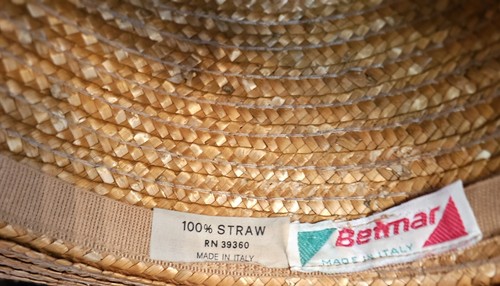 100% STRAW
RN 39360
MADE IN ITALY
Betmar
MADE IN ITALY